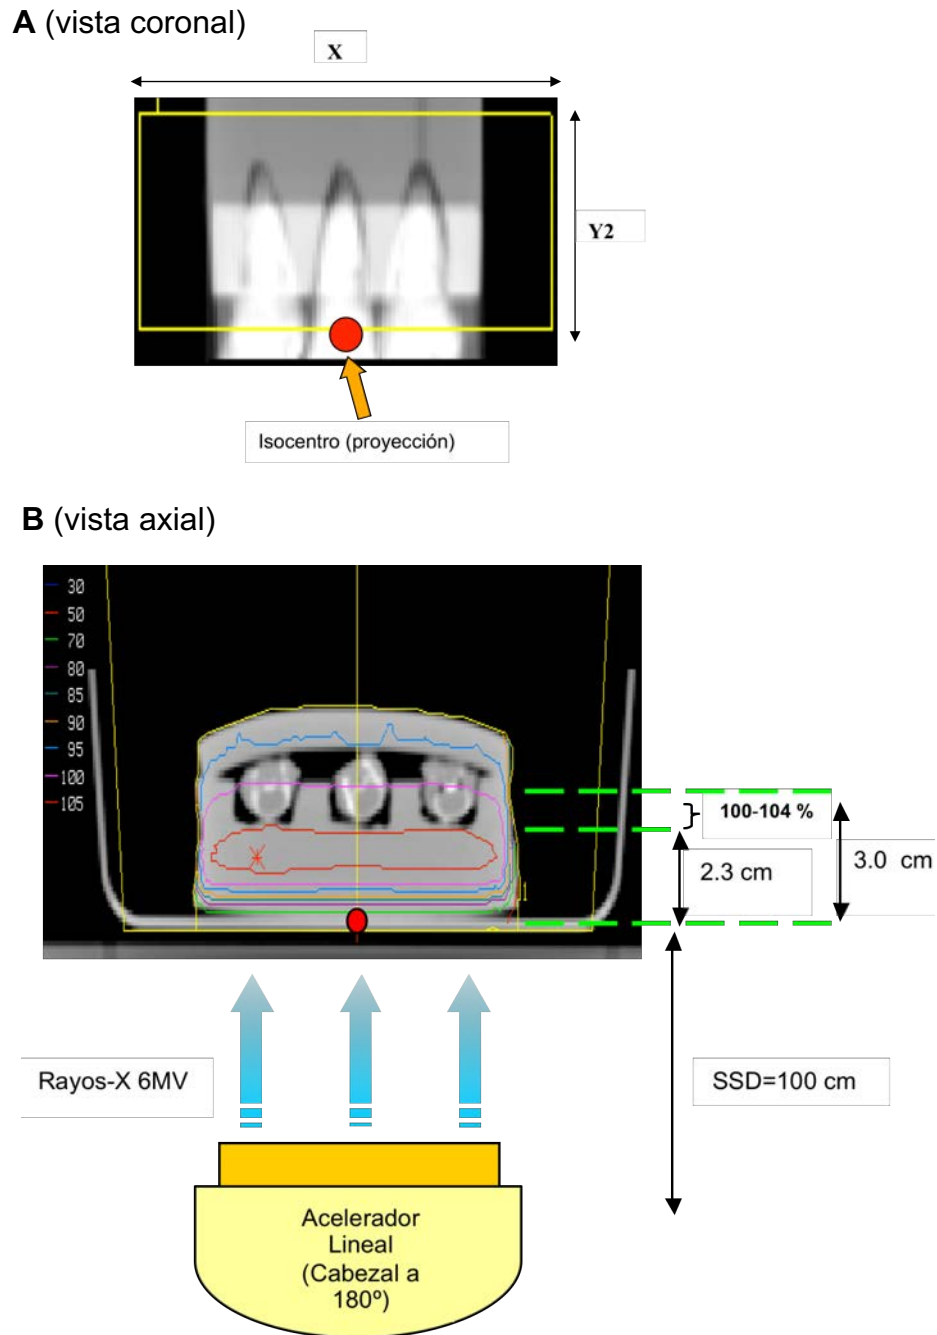 A (vista coronal)
X
Y2
Isocentro (proyección)
B (vista axial)
30
50
70
80
85
90
95
100
105
100-104 %
2.3 cm
3.0 cm
1
Rayos-X 6MV
SSD=100 cm
Acelerador
Lineal
(Cabezal a
180º)